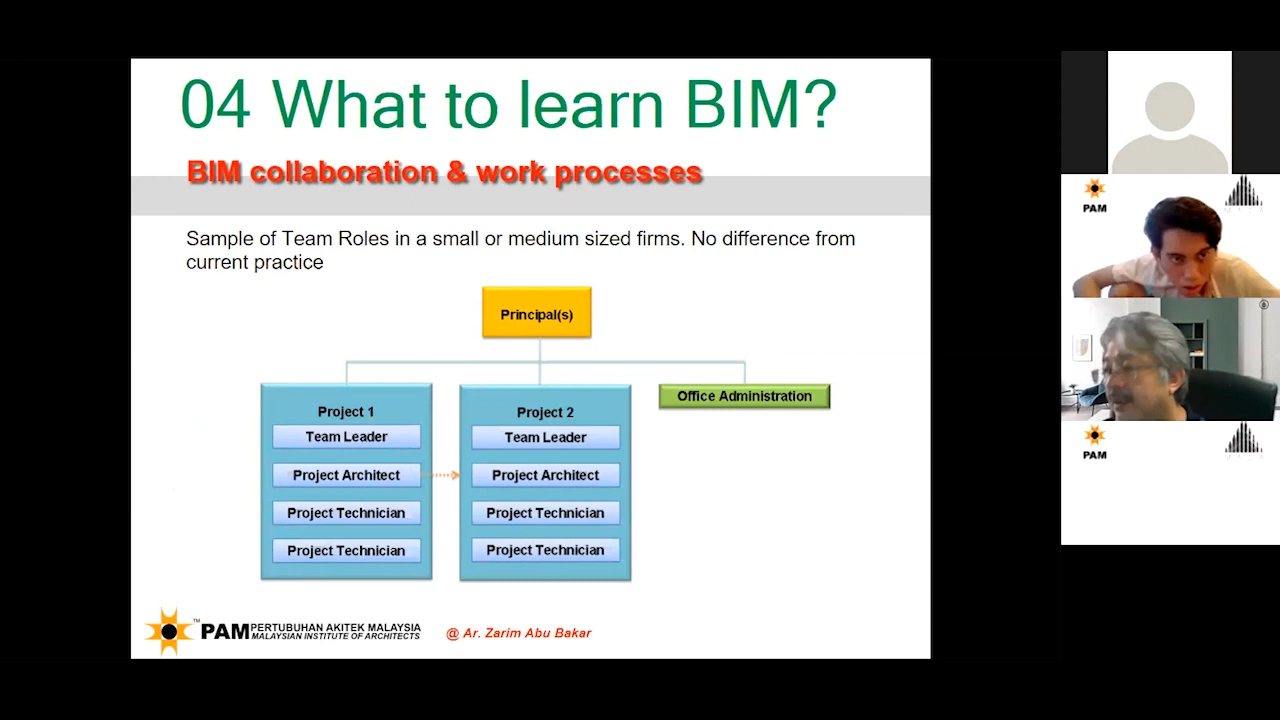 04 What to learn BIM?
BIM collaboration & work processes
Sample of Team Roles in a small or medium sized firms. No difference from
current practice
Principal(s)
Project 1
Team Leader
Project Architect
Project Technician
Project Technician
Project 2
Team Leader
Project Architect
Project Technician
Project Technician
Office Administration
PAM™
PERTUBUHAN AKITEK MALAYSIA
MALAYSIAN INSTITUTE OF ARCHITECTS
@ Ar. Zarim Abu Bakar
PAM
PAM